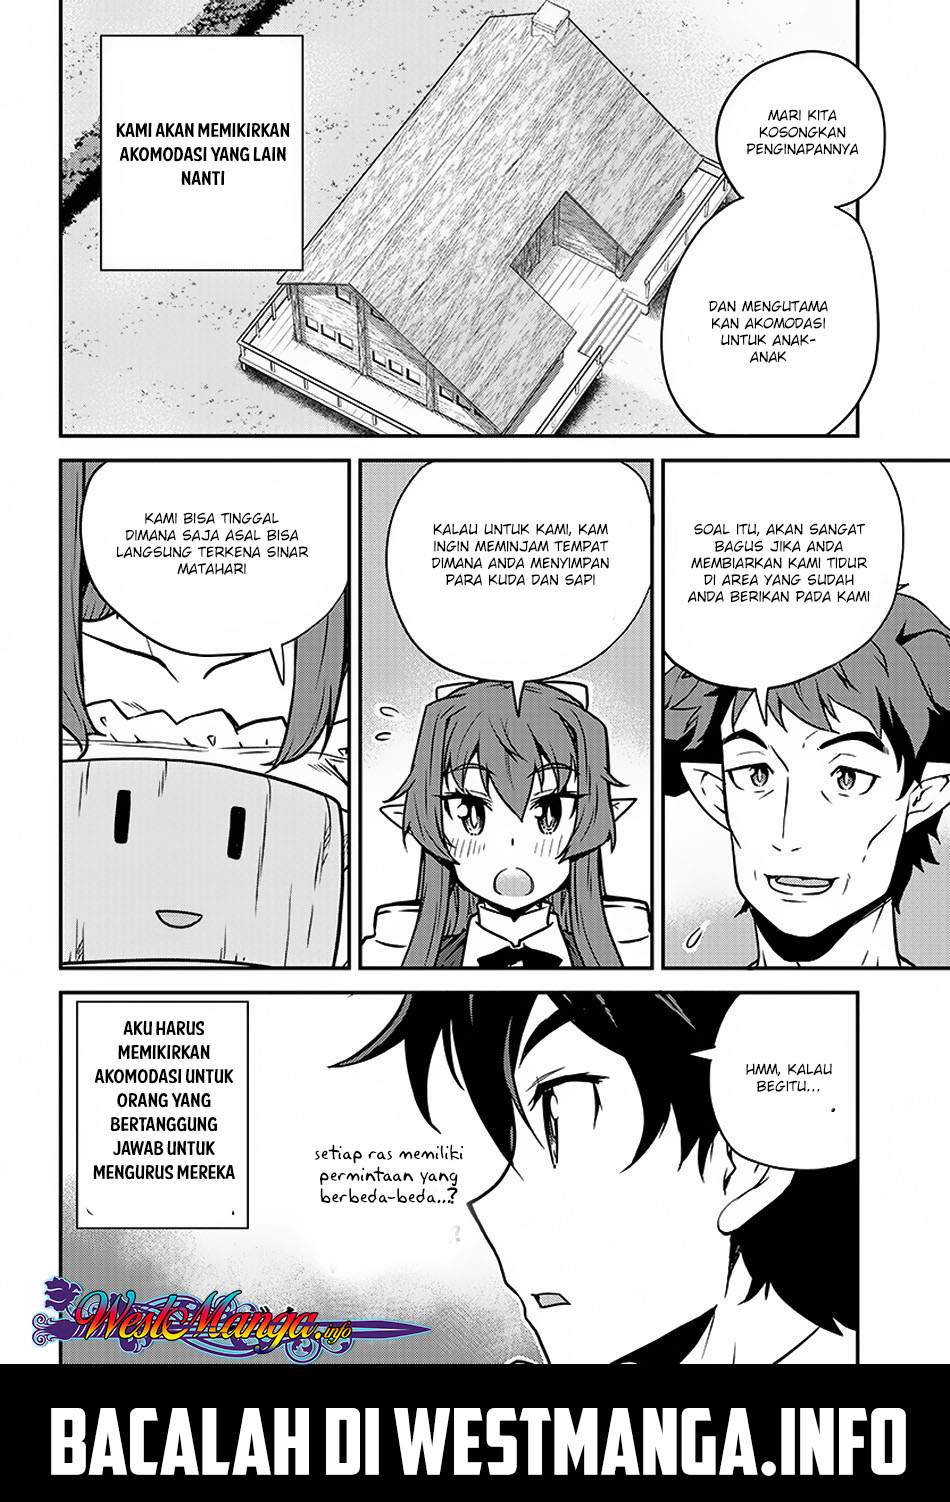 MARI KITA
KOSONGKAN
PENGINAPANNYA
DAN MENGUTAMA
KAN AKOMODASI
UNTUK ANAK-
ANAK
KAMI AKAN MEMIKIRKAN
AKOMODASI YANG LAIN
NANTI
SOAL ITU, AKAN SANGAT
BAGUS JIKA ANDA
MEMBIARKAN KAMI TIDUR
DI AREA YANG SUDAH
ANDA BERIKAN PADA KAMI
KALAU UNTUK KAMI, KAM
INGIN MEMINJAM TEMPAT
DIMANA ANDA MENYIMPAN
PARA KUDA DAN SAPI
KAMI BISA TINGGAL
DIMANA SAJA ASAL BISA
LANGSUNG TERKENA SINAR
MATAHARI
HMM, KALAU
BEGITU...
setiap ras memiliki
permintaan yang
berbeda-beda...?
AKU HARUS
MEMIKIRKAN
AKOMODASI UNTUK
ORANG YANG
BERTANGGUNG
JAWAB UNTUK
MENGURUS MEREKA
WestManga.info
BACALAH DI WESTMANGA.INFO